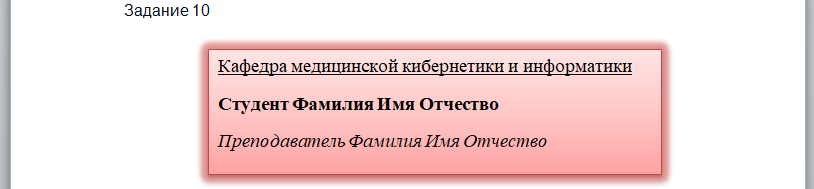 Задание 10
Кафедра медицинской кибернетики и информатики
Студент Фамилия Имя Отчество
Преподаватель Фамилия Имя Отчество